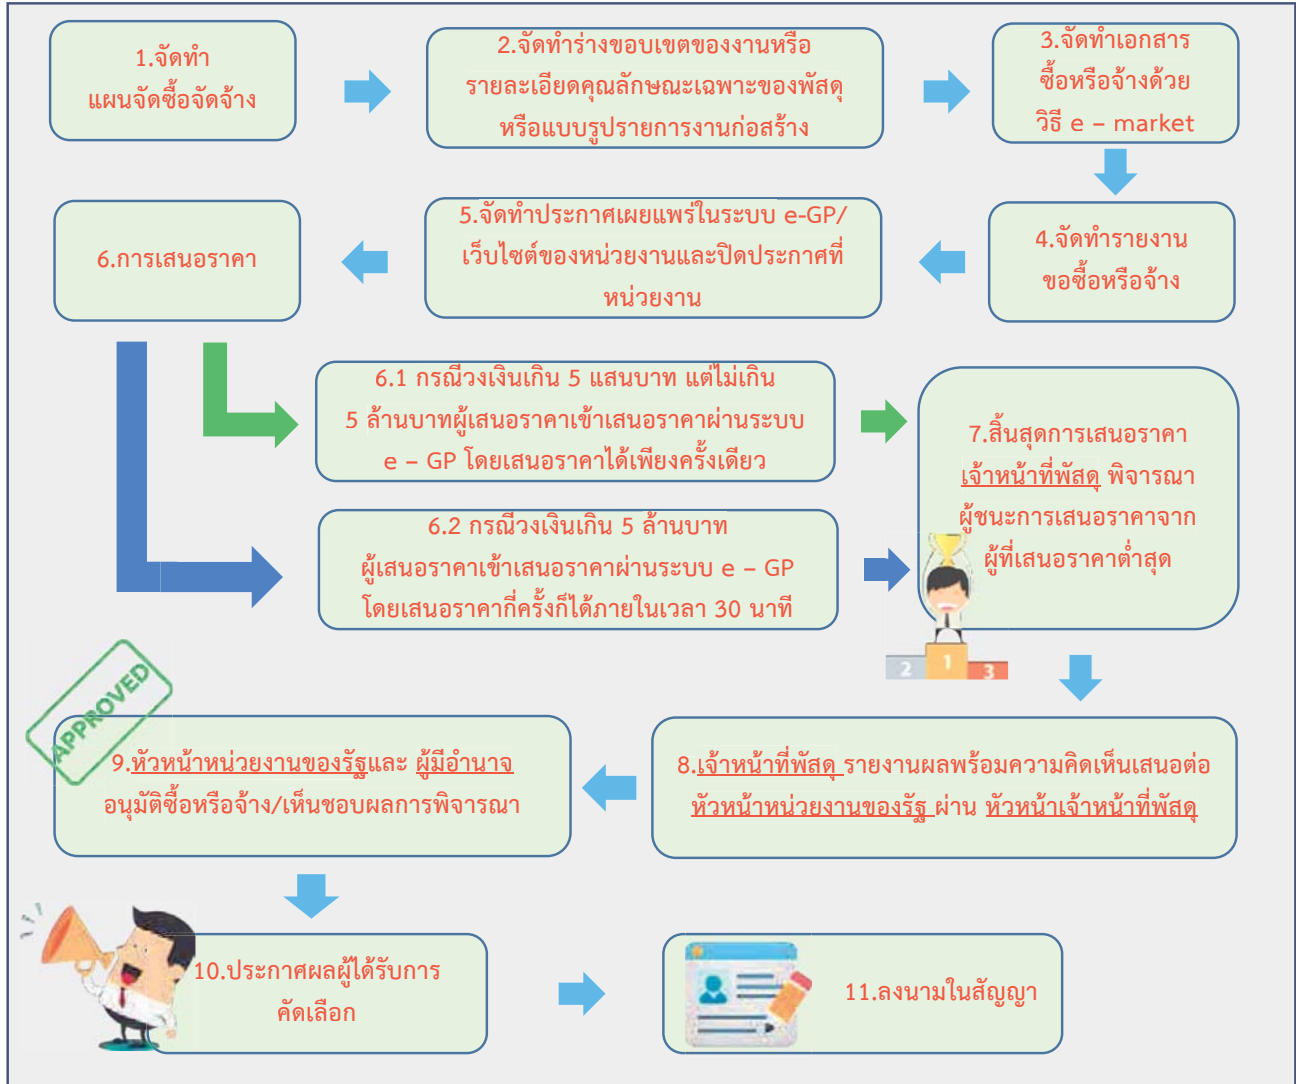 1.จัดทำ
แผนจัดซื้อจัดจ้าง
2.จัดทำร่างขอบเขตของงานหรือ
รายละเอียดคุณลักษณะเฉพาะของพัสดุ
หรือแบบรูปรายการงานก่อสร้าง
3.จัดทำเอกสาร
ซื้อหรือจ้างด้วย
วิธี e – market
4.จัดทำรายงาน
ขอซื้อหรือจ้าง
5.จัดทำประกาศเผยแพร่ในระบบ e-GP/
เว็บไซต์ของหน่วยงานและปิดประกาศที่
หน่วยงาน
6.การเสนอราคา
6.1 กรณีวงเงินเกิน 5 แสนบาท แต่ไม่เกิน
5 ล้านบาทผู้เสนอราคาเข้าเสนอราคาผ่านระบบ
e – GP โดยเสนอราคาได้เพียงครั้งเดียว
6.2 กรณีวงเงินเกิน 5 ล้านบาท
ผู้เสนอราคาเข้าเสนอราคาผ่านระบบ e – GP
โดยเสนอราคากี่ครั้งก็ได้ภายในเวลา 30 นาที
7.สิ้นสุดการเสนอราคา
เจ้าหน้าที่พัสดุ พิจารณา
ผู้ชนะการเสนอราคาจาก
ผู้ที่เสนอราคาต่ำสุด
2 1 3
8.เจ้าหน้าที่พัสดุ รายงานผลพร้อมความคิดเห็นเสนอต่อ
หัวหน้าหน่วยงานของรัฐ ผ่าน หัวหน้าเจ้าหน้าที่พัสดุ
APPROVED
9.หัวหน้าหน่วยงานของรัฐและ ผู้มีอำนาจ
อนุมัติซื้อหรือจ้าง/เห็นชอบผลการพิจารณา
10.ประกาศผลผู้ได้รับการ
คัดเลือก
11.ลงนามในสัญญา